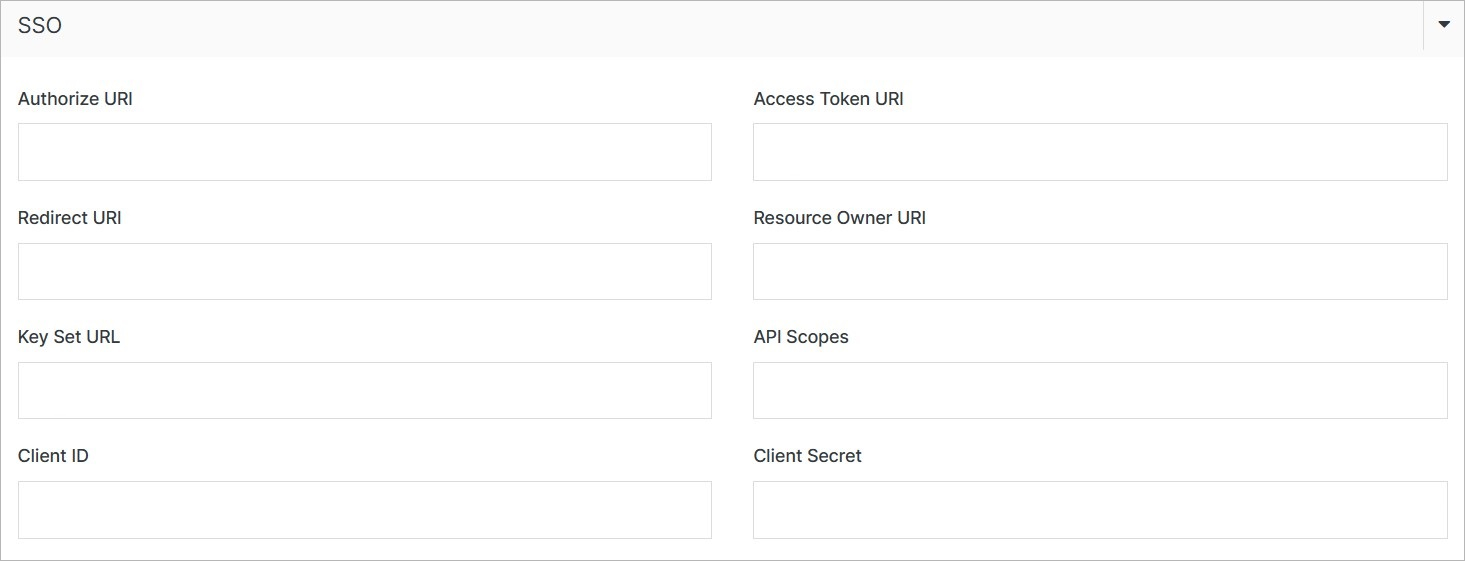 SSO
Authorize URI
Access Token URI
Redirect URI
Resource Owner URI
Key Set URL
API Scopes
Client ID
Client Secret